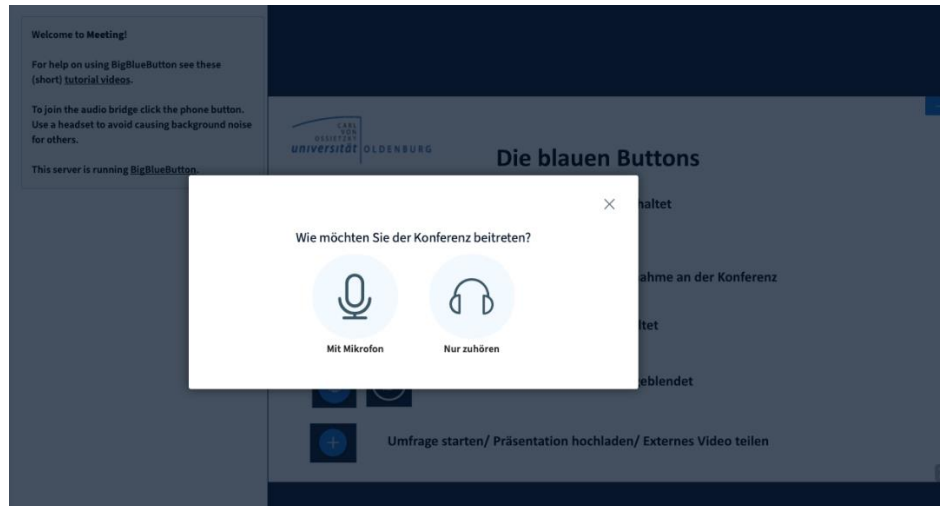 Welcome to Meeting!
For help on using BigBlueButton see these
(short) tutorial videos.
To join the audio bridge click the phone button.
Use a headset to avoid causing background noise
for others.
This server is running BigBlueButton.
CARL
VON
OSSIETZKY
universität OLDENBURG
Die blauen Buttons
haltet
ahme an der Konferenz
ltet
eblendet
Umfrage starten/ Präsentation hochladen/ Externes Video teilen
Wie möchten Sie der Konferenz beitreten?
Mit Mikrofon
Nur zuhören